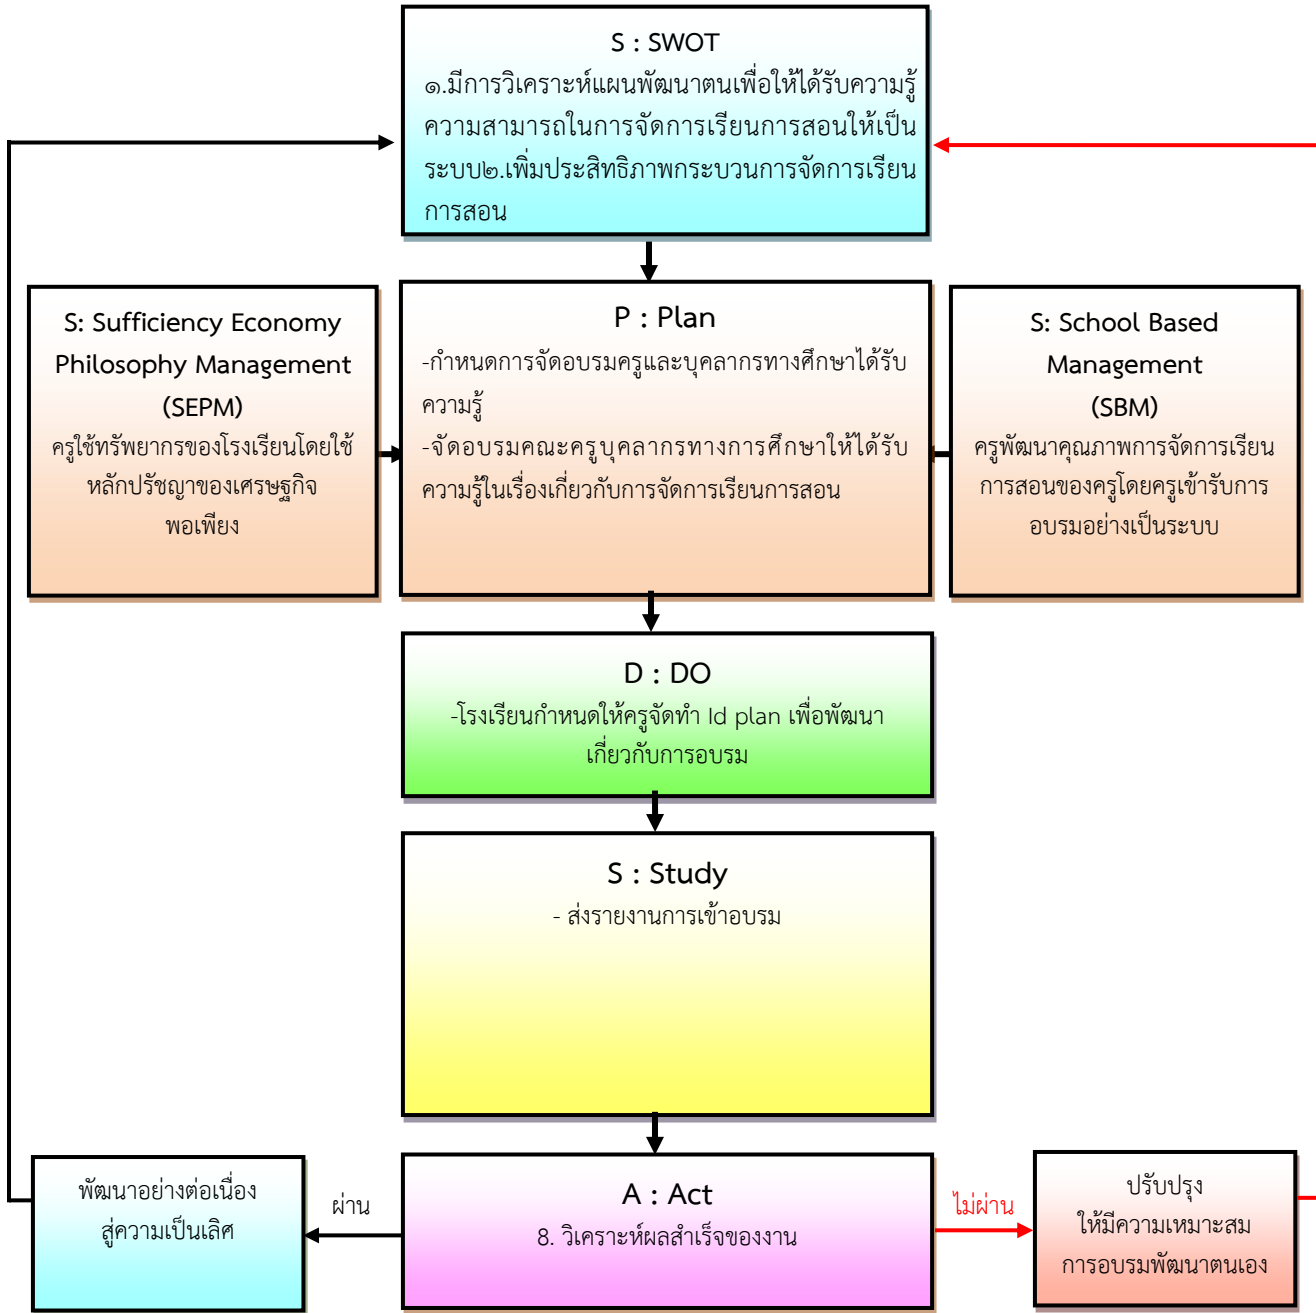 S : SWOT
๑.มีการวิเคราะห์แผนพัฒนาตนเพื่อให้ได้รับความรู้
ความสามารถในการจัดการเรียนการสอนให้เป็น
ระบบ๒.เพิ่มประสิทธิภาพกระบวนการจัดการเรียน
การสอน
S: Sufficiency Economy
Philosophy Management
(SEPM)
ครูใช้ทรัพยากรของโรงเรียนโดยใช้
หลักปรัชญาของเศรษฐกิจ
พอเพียง
P : Plan
-กำหนดการจัดอบรมครูและบุคลากรทางศึกษาได้รับ
ความรู้
-จัดอบรมคณะครูบุคลากรทางการศึกษาให้ได้รับ
ความรู้ในเรื่องเกี่ยวกับการจัดการเรียนการสอน
S: School Based
Management
(SBM)
ครูพัฒนาคุณภาพการจัดการเรียน
การสอนของครูโดยครูเข้ารับการ
อบรมอย่างเป็นระบบ
D : DO
-โรงเรียนกำหนดให้ครูจัดทำ Id plan เพื่อพัฒนา
เกี่ยวกับการอบรม
S : Study
- ส่งรายงานการเข้าอบรม
พัฒนาอย่างต่อเนื่อง
สู่ความเป็นเลิศ
ผ่าน
A : Act
8. วิเคราะห์ผลสำเร็จของงาน
ไม่ผ่าน
ปรับปรุง
ให้มีความเหมาะสม
การอบรมพัฒนาตนเอง